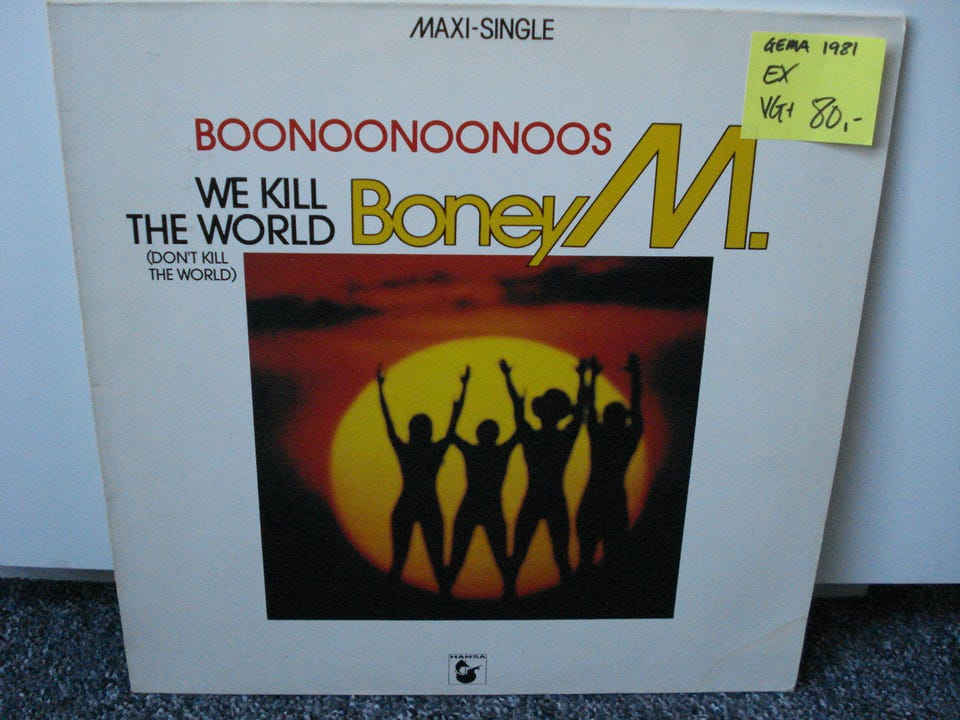 MAXI-SINGLE
GEMA 1981
EX
VG+ 80,-
BOONOONOONOOS
WE KILL
THE WORLD
(DON'T KILL
THE WORLD)
Boney M.
HANSA